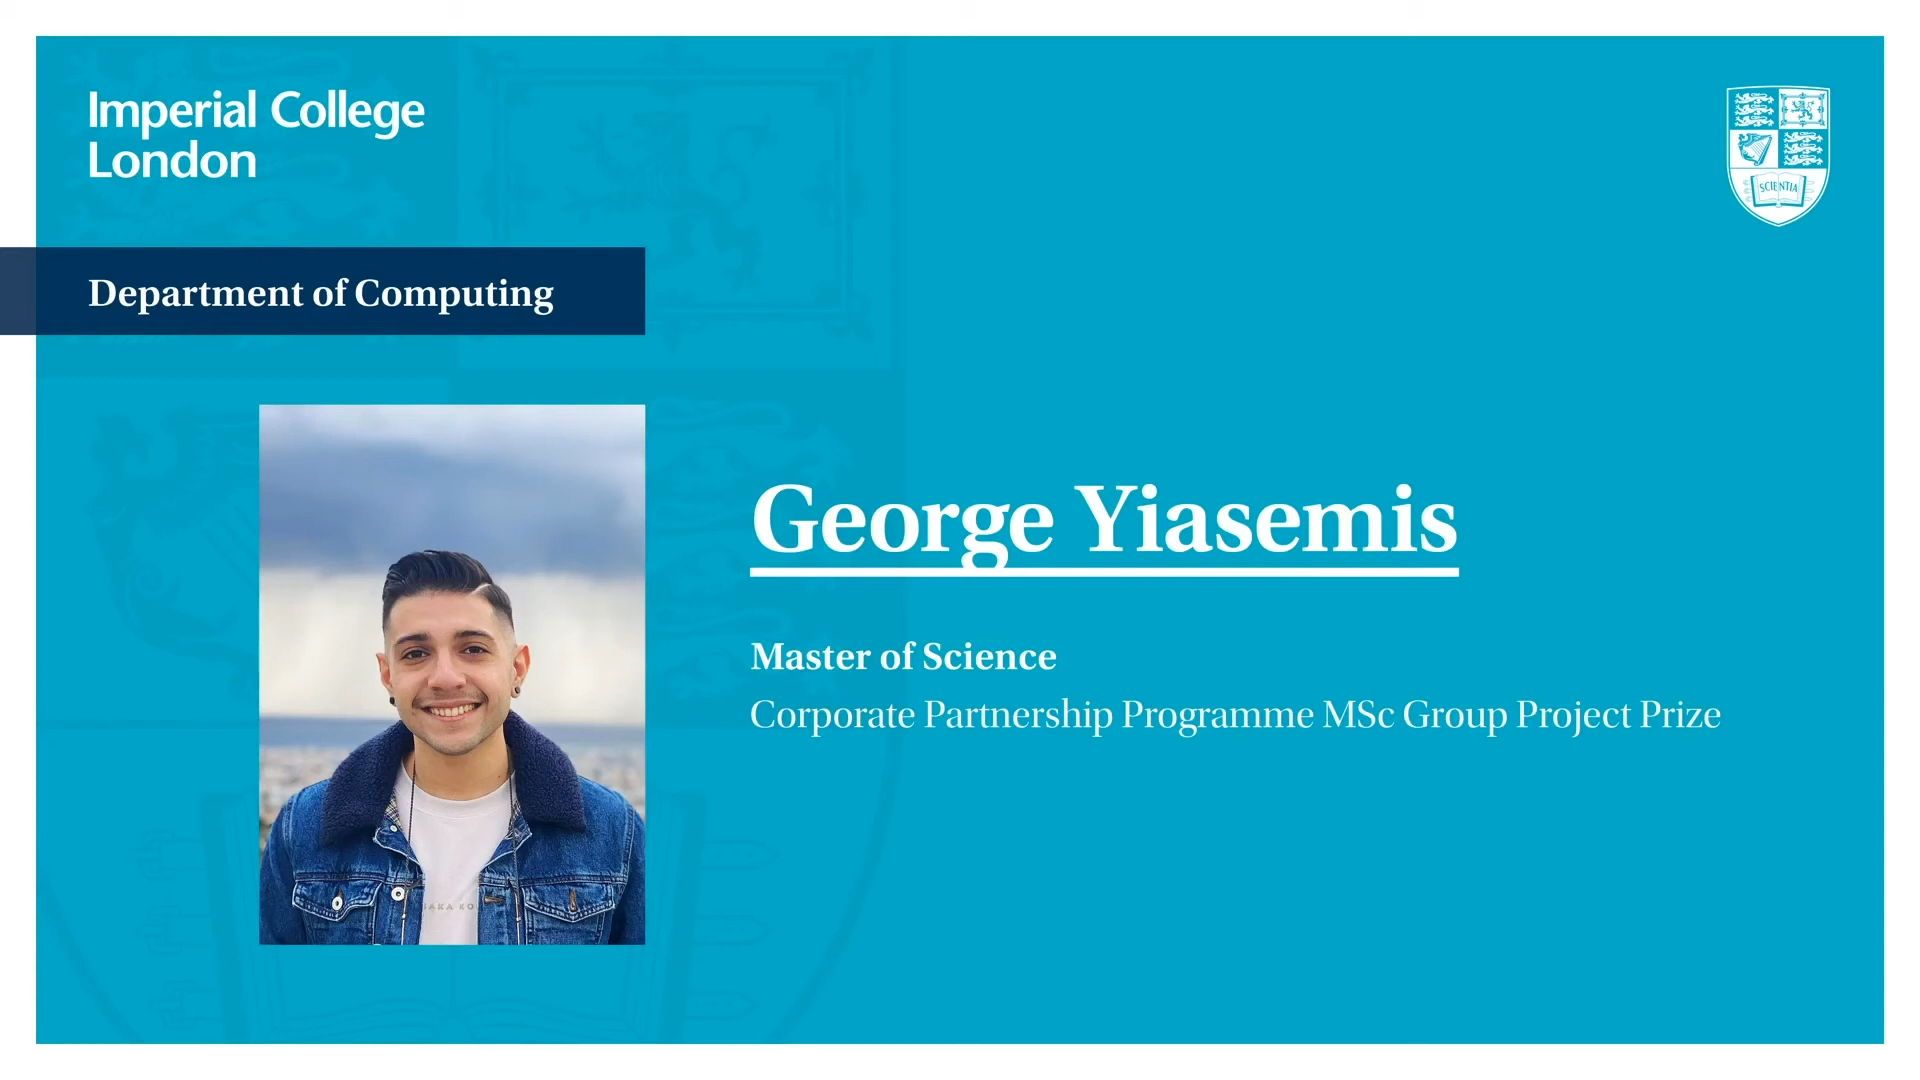 Imperial College
London
SCIENTIA
Department of Computing
George Yiasemis
Master of Science
Corporate Partnership Programme MSc Group Project Prize